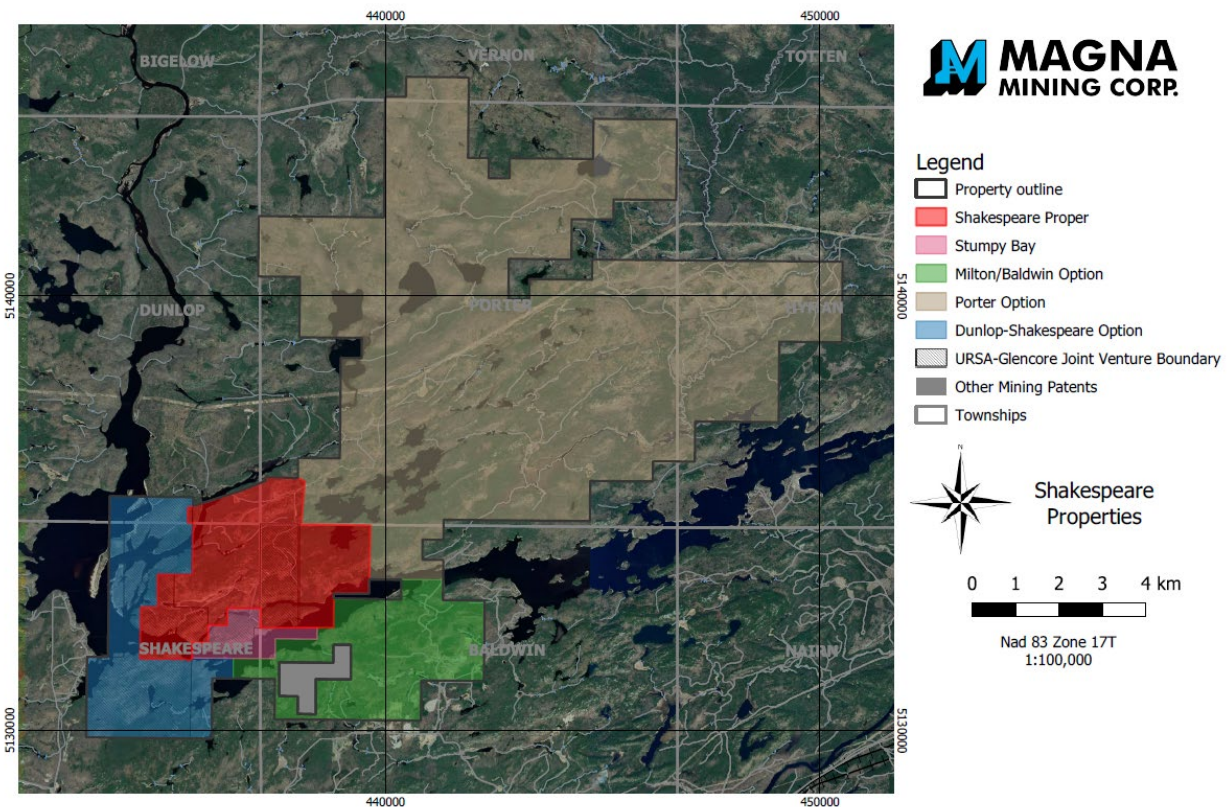 440000
450000
BIGELOW
VERNON
TOTTEN
DUNLOP
PORTER
HYMAN
SHAKESPEARE
BALDWIN
NAIRN
5140000
5140000
5130000
5130000
440000
450000
MAGNA
MINING CORP.
Legend
Property outline
Shakespeare Proper
Stumpy Bay
Milton/Baldwin Option
Porter Option
Dunlop-Shakespeare Option
URSA-Glencore Joint Venture Boundary
Other Mining Patents
Townships
N
Shakespeare
Properties
0 1 2 3 4 km
Nad 83 Zone 17T
1:100,000